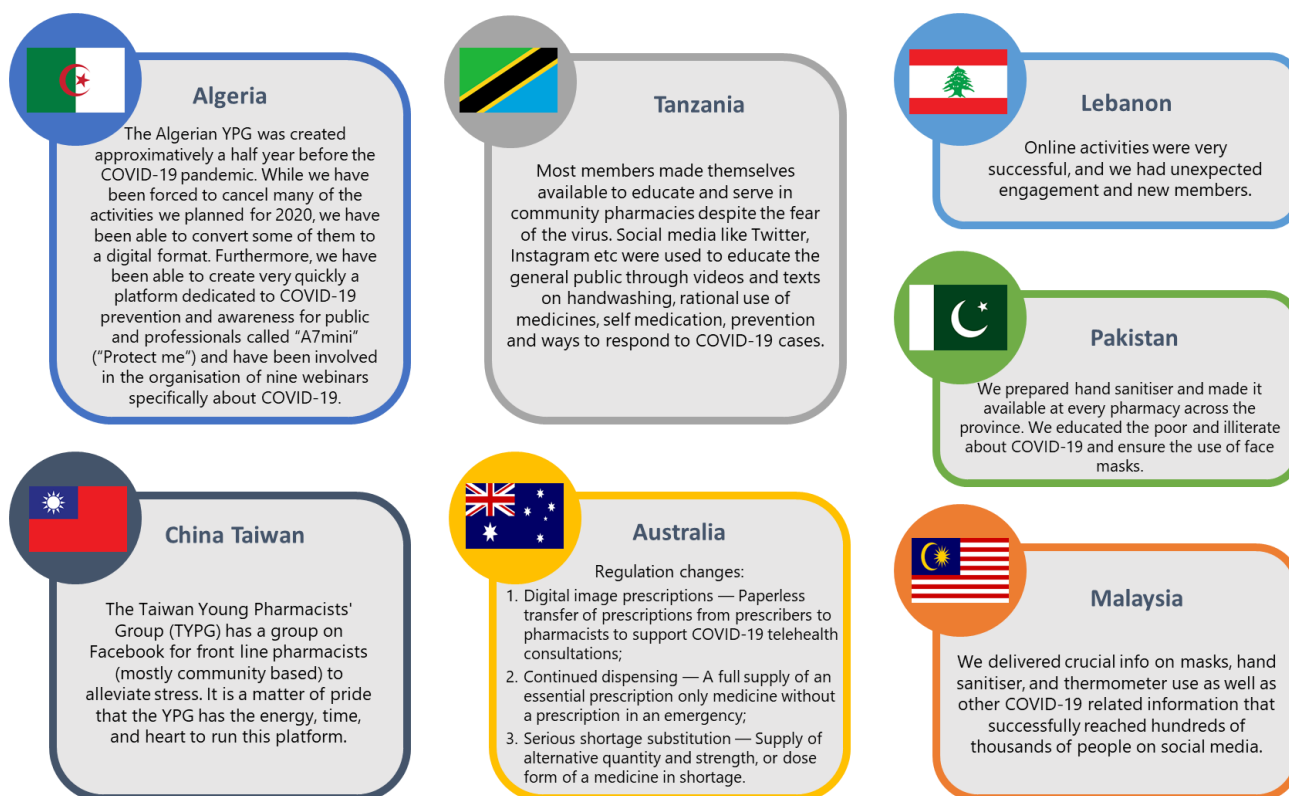 Algeria
The Algerian YPG was created
approximatively a half year before the
COVID-19 pandemic. While we have
been forced to cancel many of the
activities we planned for 2020, we have
been able to convert some of them to
a digital format. Furthermore, we have
been able to create very quickly a
platform dedicated to COVID-19
prevention and awareness for public
and professionals called “A7mini“
(“Protect me”) and have been involved
in the organisation of nine webinars
specifically about COVID-19.
Tanzania
Most members made themselves
available to educate and serve in
community pharmacies despite the fear
of the virus. Social media like Twitter,
Instagram etc were used to educate the
general public through videos and texts
on handwashing, rational use of
medicines, self medication, prevention
and ways to respond to COVID-19 cases.
Lebanon
Online activities were very
successful, and we had unexpected
engagement and new members.
Pakistan
We prepared hand sanitiser and made it
available at every pharmacy across the
province. We educated the poor and illiterate
about COVID-19 and ensure the use of face
masks.
China Taiwan
The Taiwan Young Pharmacists'
Group (TYPG) has a group on
Facebook for front line pharmacists
(mostly community based) to
alleviate stress. It is a matter of pride
that the YPG has the energy, time,
and heart to run this platform.
Australia
Regulation changes:
1. Digital image prescriptions — Paperless
transfer of prescriptions from prescribers to
pharmacists to support COVID-19 telehealth
consultations;
2. Continued dispensing — A full supply of an
essential prescription only medicine without
a prescription in an emergency;
3. Serious shortage substitution — Supply of
alternative quantity and strength, or dose
form of a medicine in shortage.
Malaysia
We delivered crucial info on masks, hand
sanitiser, and thermometer use as well as
other COVID-19 related information that
successfully reached hundreds of
thousands of people on social media.